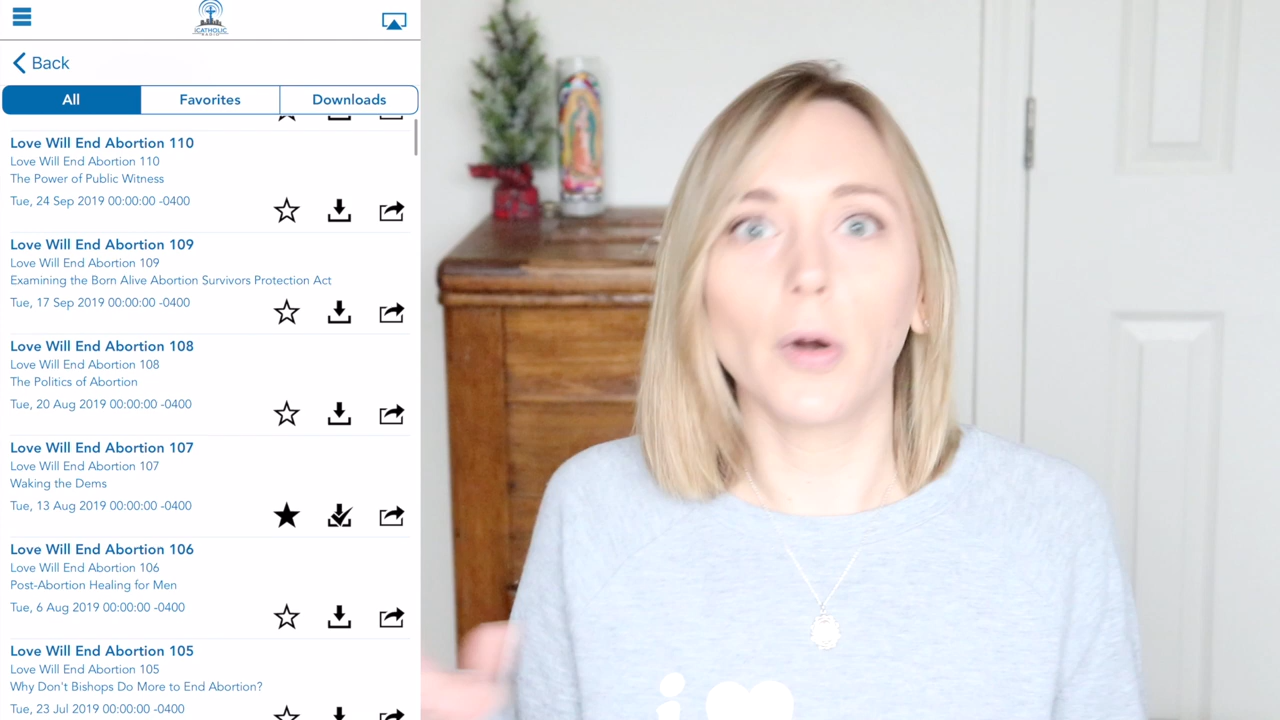 iCATHOLIC
RADIO
Back
All
Favorites
Downloads
Love Will End Abortion 110
Love Will End Abortion 110
The Power of Public Witness
Tue, 24 Sep 2019 00:00:00 -0400
Love Will End Abortion 109
Love Will End Abortion 109
Examining the Born Alive Abortion Survivors Protection Act
Tue, 17 Sep 2019 00:00:00 -0400
Love Will End Abortion 108
Love Will End Abortion 108
The Politics of Abortion
Tue, 20 Aug 2019 00:00:00 -0400
Love Will End Abortion 107
Love Will End Abortion 107
Waking the Dems
Tue, 13 Aug 2019 00:00:00 -0400
Love Will End Abortion 106
Love Will End Abortion 106
Post-Abortion Healing for Men
Tue, 6 Aug 2019 00:00:00 -0400
Love Will End Abortion 105
Love Will End Abortion 105
Why Don't Bishops Do More to End Abortion?
Tue, 23 Jul 2019 00:00:00 -0400
i